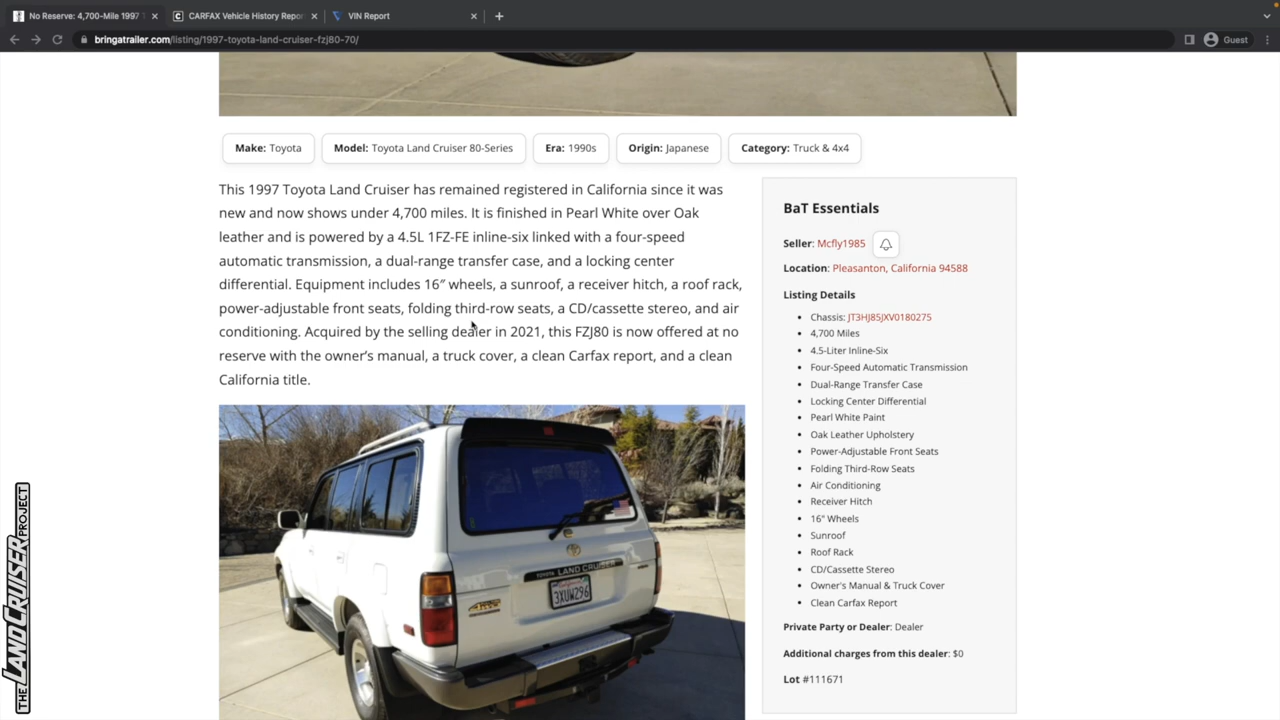 No Reserve: 4,700-Mile 1997
CARFAX Vehicle History Repor
VIN Report
bringatrailer.com/listing/1997-toyota-land-cruiser-fzj80-70/
Guest
Make: Toyota
Model: Toyota Land Cruiser 80-Series
Era: 1990s
Origin: Japanese
Category: Truck & 4x4
This 1997 Toyota Land Cruiser has remained registered in California since it was
new and now shows under 4,700 miles. It is finished in Pearl White over Oak
leather and is powered by a 4.5L 1FZ-FE inline-six linked with a four-speed
automatic transmission, a dual-range transfer case, and a locking center
differential. Equipment includes 16″ wheels, a sunroof, a receiver hitch, a roof rack,
power-adjustable front seats, folding third-row seats, a CD/cassette stereo, and air
conditioning. Acquired by the selling dealer in 2021, this FZJ80 is now offered at no
reserve with the owner's manual, a truck cover, a clean Carfax report, and a clean
California title.
BaT Essentials
Seller: Mcfly1985
Location: Pleasanton, California 94588
Listing Details
Chassis: JT3HJ85JXV0180275
4,700 Miles
4.5-Liter Inline-Six
Four-Speed Automatic Transmission
Dual-Range Transfer Case
Locking Center Differential
Pearl White Paint
Oak Leather Upholstery
Power-Adjustable Front Seats
Folding Third-Row Seats
Air Conditioning
Receiver Hitch
16" Wheels
Sunroof
Roof Rack
CD/Cassette Stereo
Owner's Manual & Truck Cover
Clean Carfax Report
Private Party or Dealer: Dealer
Additional charges from this dealer: $0
Lot #111671
TOYOTA LAND CRUISER
3XUW296
THE LAND CRUISER PROJECT